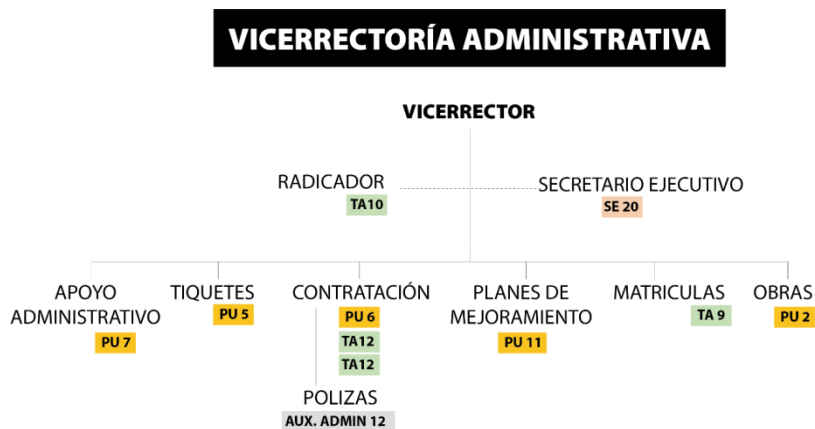 VICERRECTORÍA ADMINISTRATIVA
VICERRECTOR
RADICADOR
TA10
SECRETARIO EJECUTIVO
SE 20
APOYO
ADMINISTRATIVO
PU 7
TIQUETES
PU 5
CONTRATACIÓN
PU 6
TA12
TA12
POLIZAS
AUX. ADMIN 12
PLANES DE
MEJORAMIENTO
PU 11
MATRICULAS
TA 9
OBRAS
PU 2